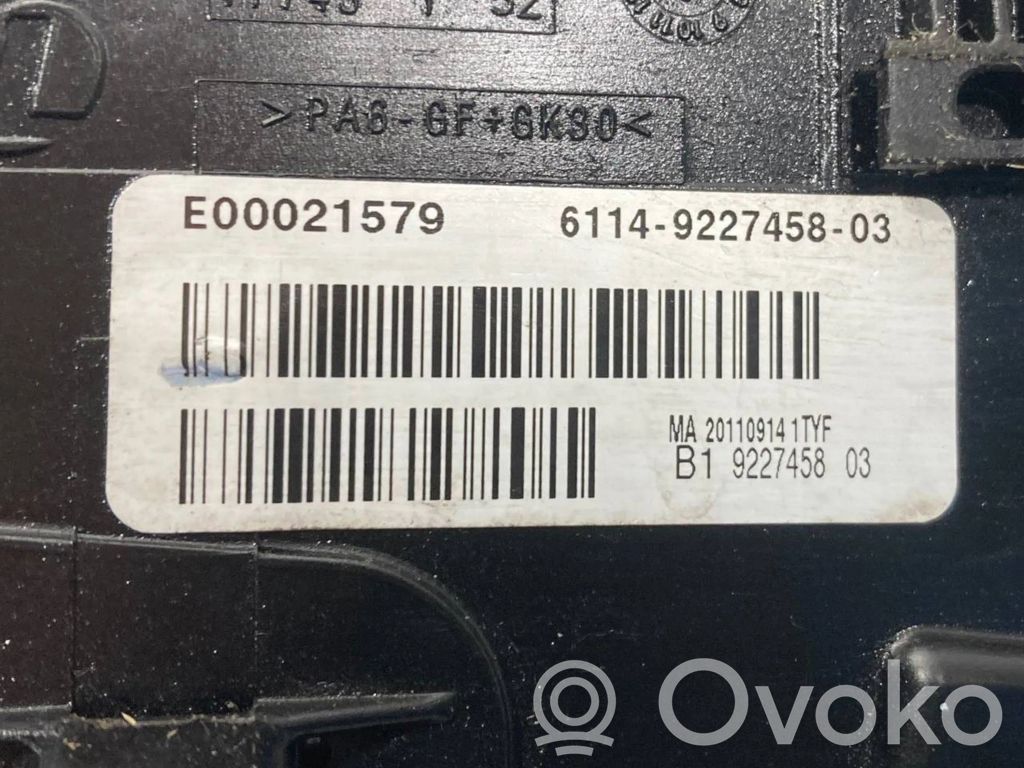 >PA6-GF+GK30<
E00021579 6114-9227458-03
MA 20110914 1TYF
B1 9227458 03
Ovoko